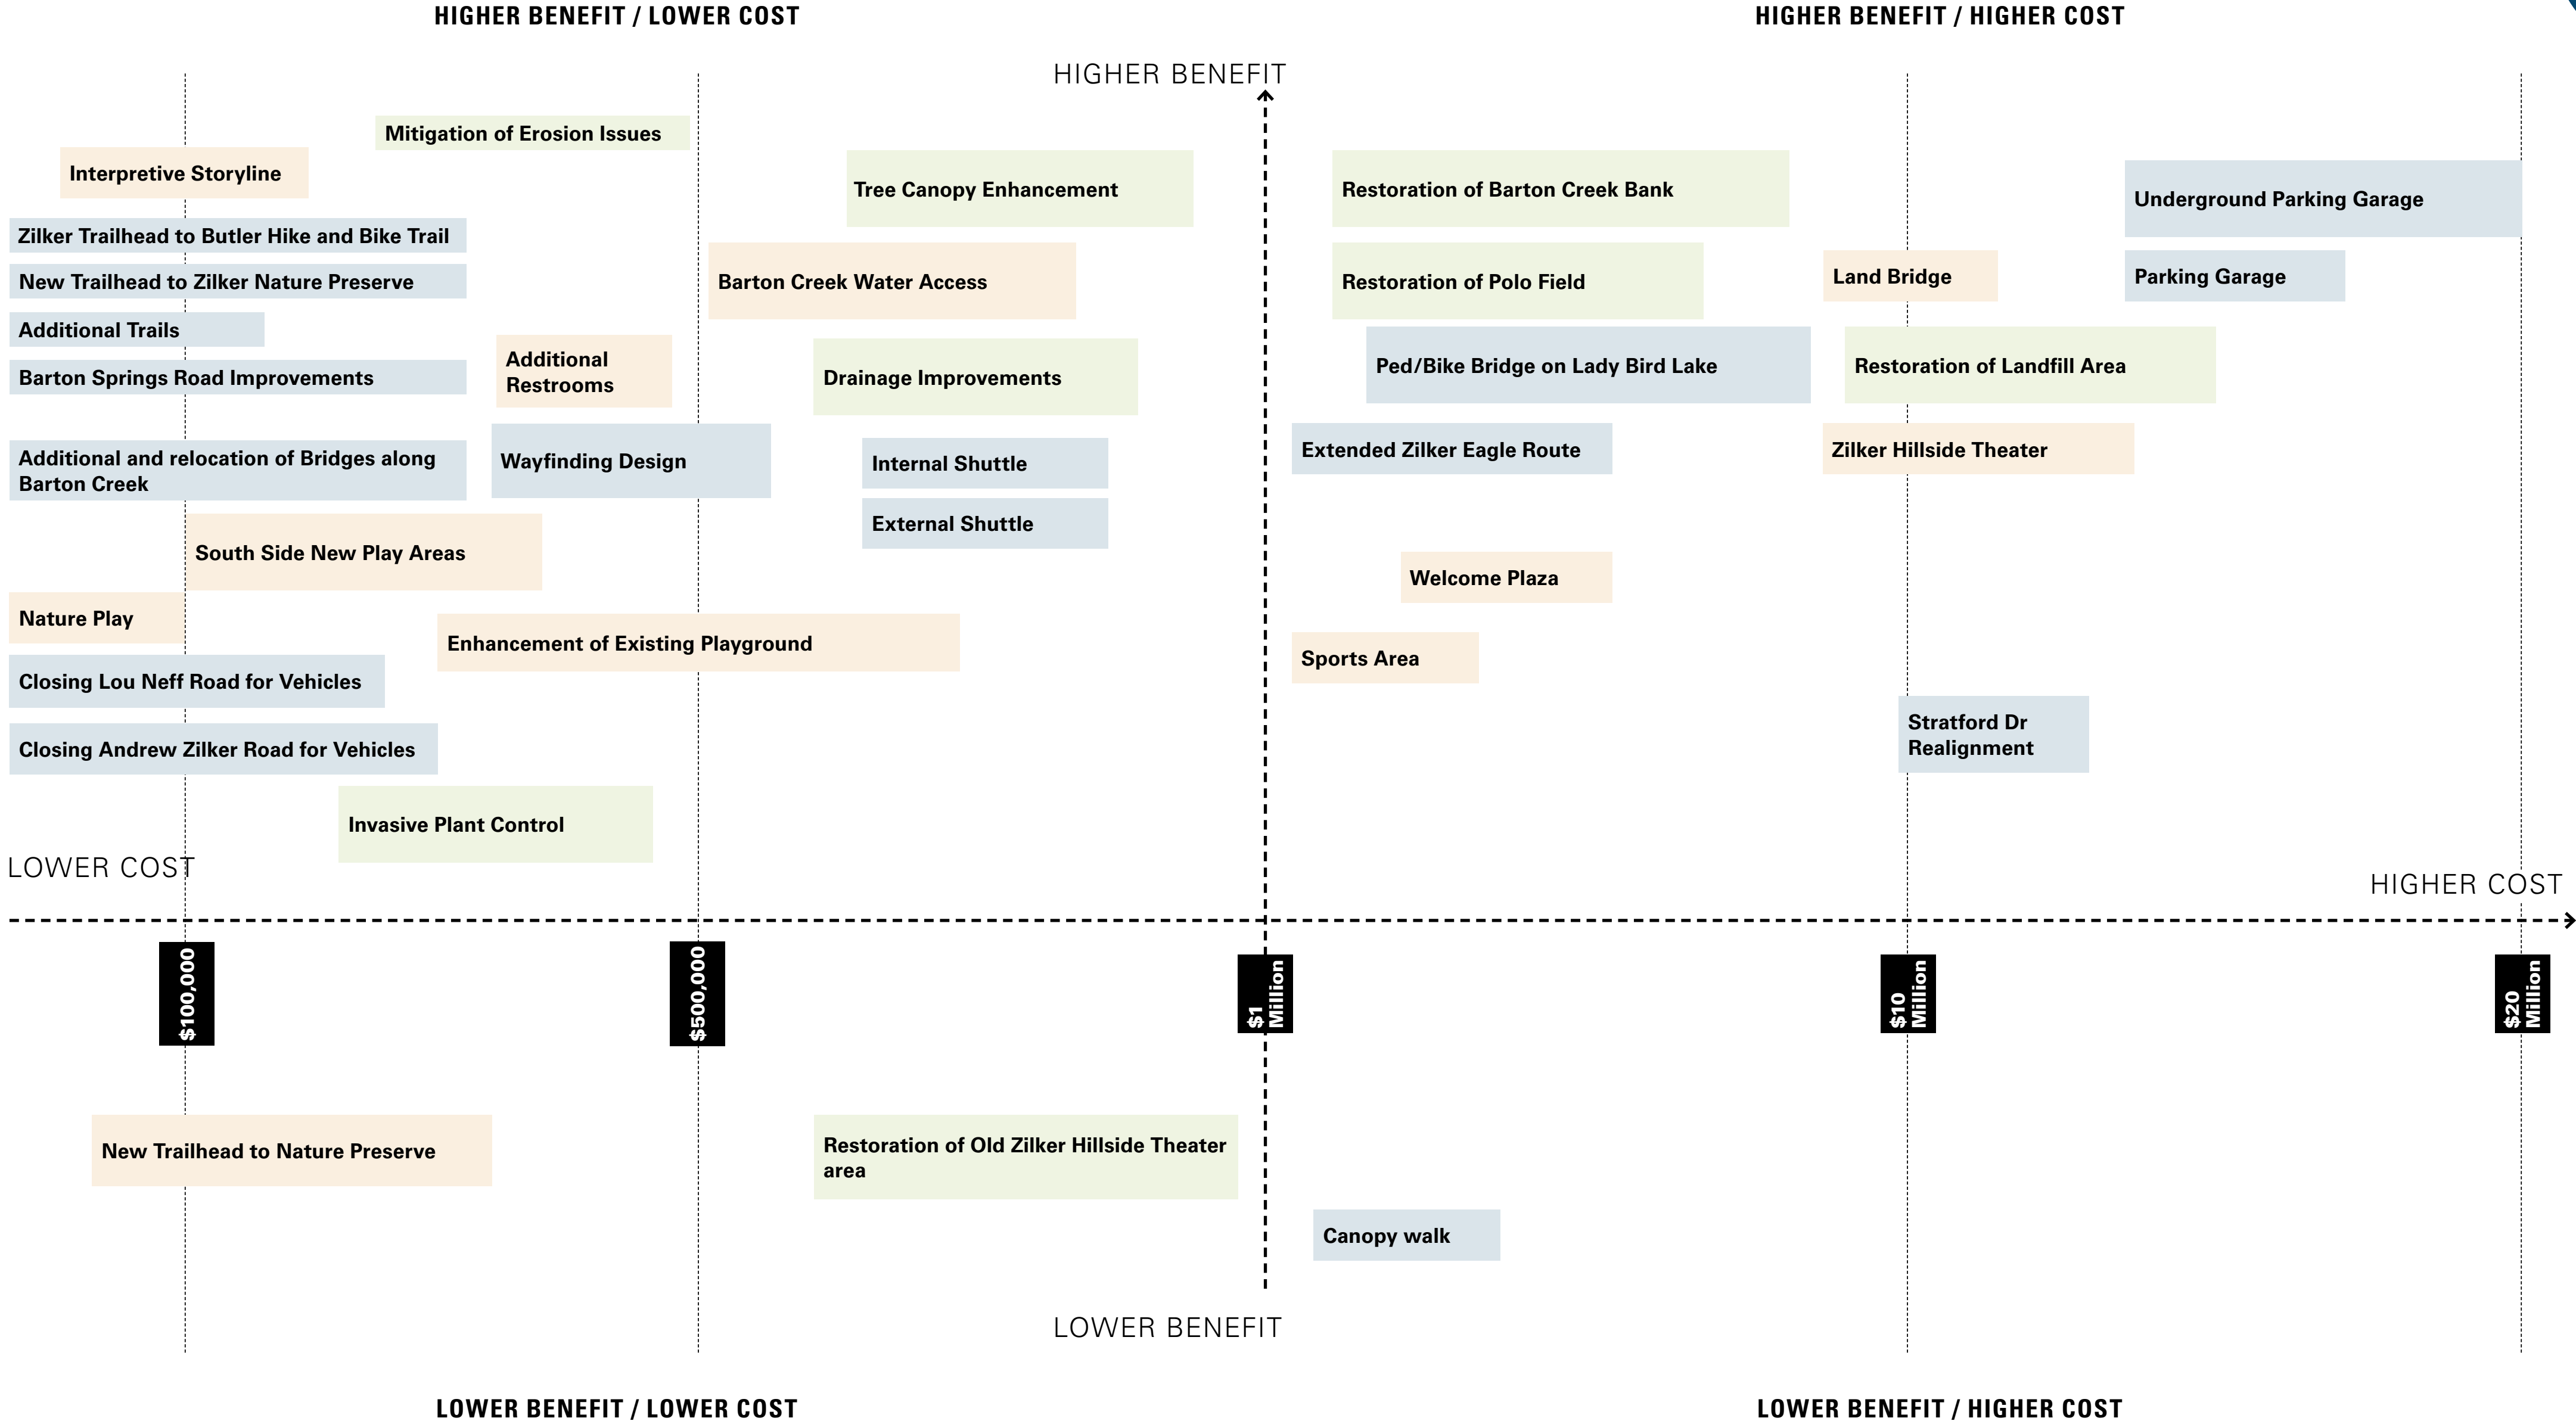 HIGHER BENEFIT / LOWER COST
HIGHER BENEFIT / HIGHER COST
HIGHER BENEFIT
Mitigation of Erosion Issues
Interpretive Storyline
Tree Canopy Enhancement
Restoration of Barton Creek Bank
Underground Parking Garage
Zilker Trailhead to Butler Hike and Bike Trail
New Trailhead to Zilker Nature Preserve
Barton Creek Water Access
Restoration of Polo Field
Land Bridge
Parking Garage
Additional Trails
Barton Springs Road Improvements
Additional
Restrooms
Drainage Improvements
Ped/Bike Bridge on Lady Bird Lake
Restoration of Landfill Area
Additional and relocation of Bridges along
Barton Creek
Wayfinding Design
Internal Shuttle
Extended Zilker Eagle Route
Zilker Hillside Theater
External Shuttle
South Side New Play Areas
Welcome Plaza
Nature Play
Enhancement of Existing Playground
Sports Area
Closing Lou Neff Road for Vehicles
Closing Andrew Zilker Road for Vehicles
Stratford Dr
Realignment
Invasive Plant Control
LOWER COST
HIGHER COST
$100,000
$500,000
$1
Million
$10
Million
$20
Million
New Trailhead to Nature Preserve
Restoration of Old Zilker Hillside Theater
area
Canopy walk
LOWER BENEFIT
LOWER BENEFIT / LOWER COST
LOWER BENEFIT / HIGHER COST